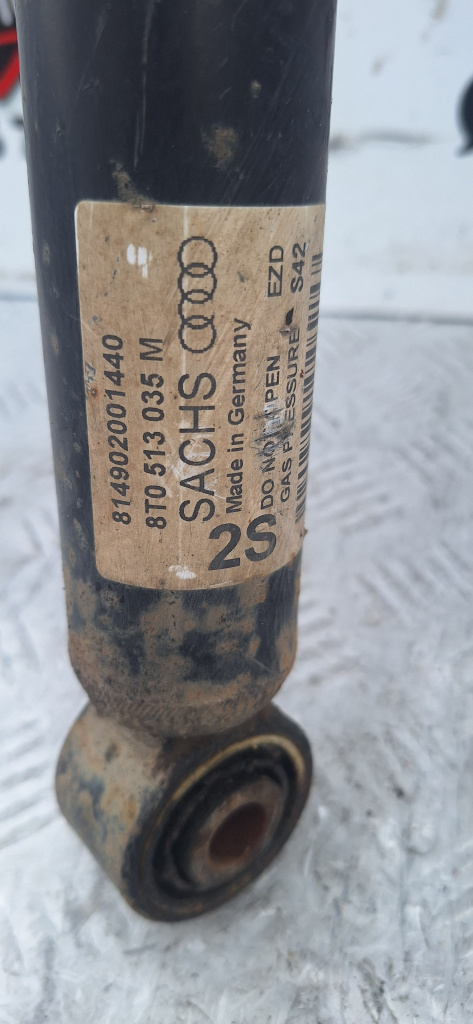 814902001440
8T0 513 035 M
SACHS
Made in Germany
2S
DO NOT OPEN EZD
GAS PRESSURE S42